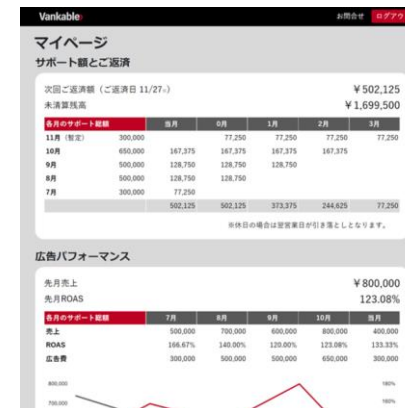 Vankable
お問合せ ログアウ
マイページ
サポート額とご返済
次回ご返済額（ご返済日 11/27 ） ¥502,125
未清算残高 ¥1,699,500
各月のサポート総額 当月 0月 1月 2月 3月
11月（暫定） 300,000 77,250 77,250 77,250 77,250
10月 650,000 167,375 167,375 167,375 167,375
9月 500,000 128,750 128,750 128,750
8月 500,000 128,750 128,750
7月 300,000 77,250
502,125 502,125 373,375 244,625 77,250
※休日の場合は翌営業日が引き落としとなります。
広告パフォーマンス
先月売上 ¥800,000
先月ROAS 123.08%
各月のサポート総額 7月 8月 9月 10月 当月
売上 500,000 700,000 600,000 800,000 400,000
ROAS 166.67% 140.00% 120.00% 123.08% 133.33%
広告費 300,000 500,000 500,000 650,000 300,000
800,000 180%
700,000 160%